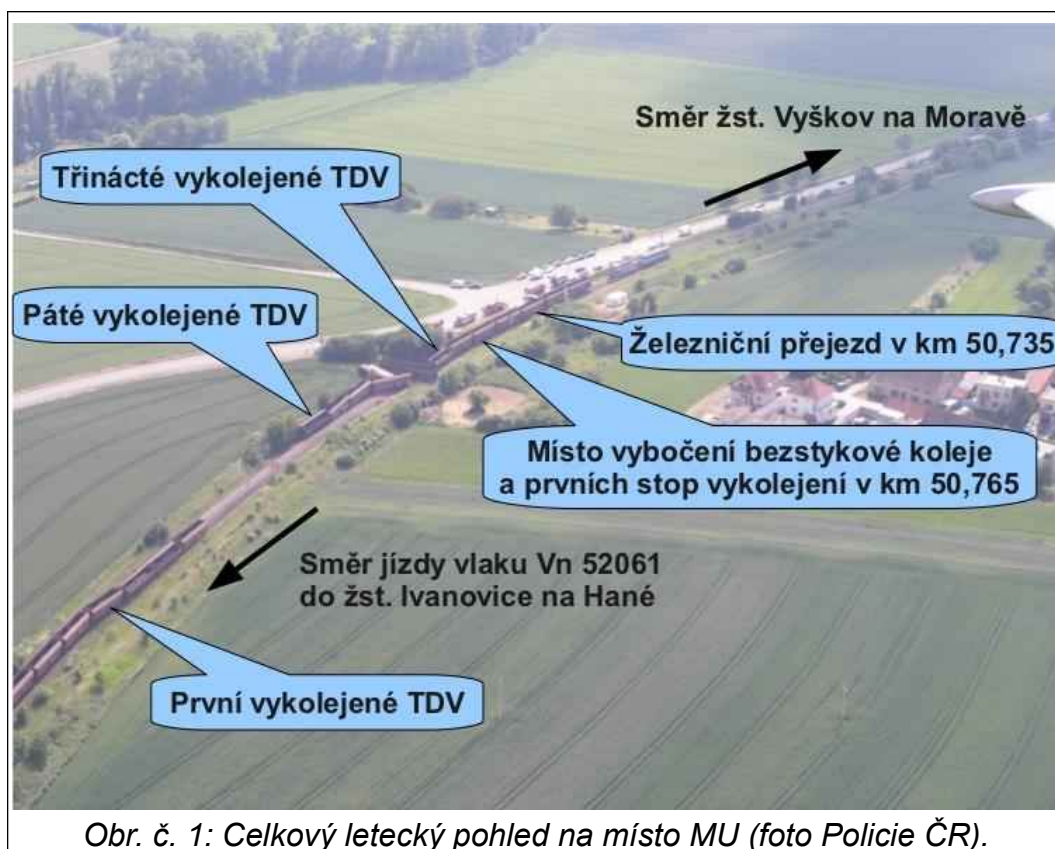 Směr žst. Vyškov na Moravě
Třinácté vykolejené TDV
Páté vykolejené TDV
Železniční přejezd v km 50,735
Místo vybočení bezstykové koleje
a prvních stop vykolejení v km 50,765
Směr jízdy vlaku Vn 52061
do žst. Ivanovice na Hané
První vykolejené TDV
Obr. č. 1: Celkový letecký pohled na místo MU (foto Policie ČR).